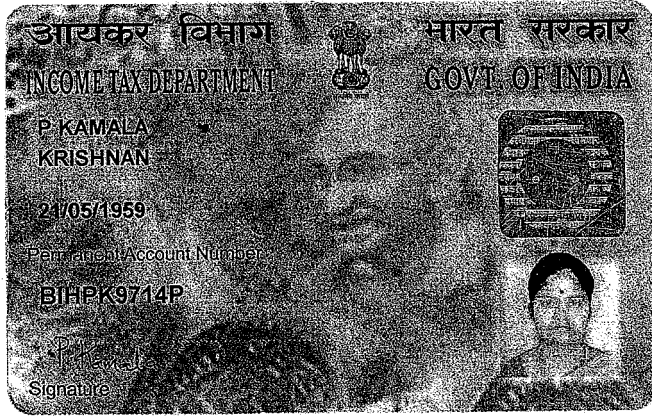 आयकर विभाग
भारत सरकार
INCOME TAX DEPARTMENT
GOVT. OF INDIA
P KAMALA
KRISHNAN
21/05/1959
Permanent Account Number
BIHPK9714P
P. Kamala
Signature